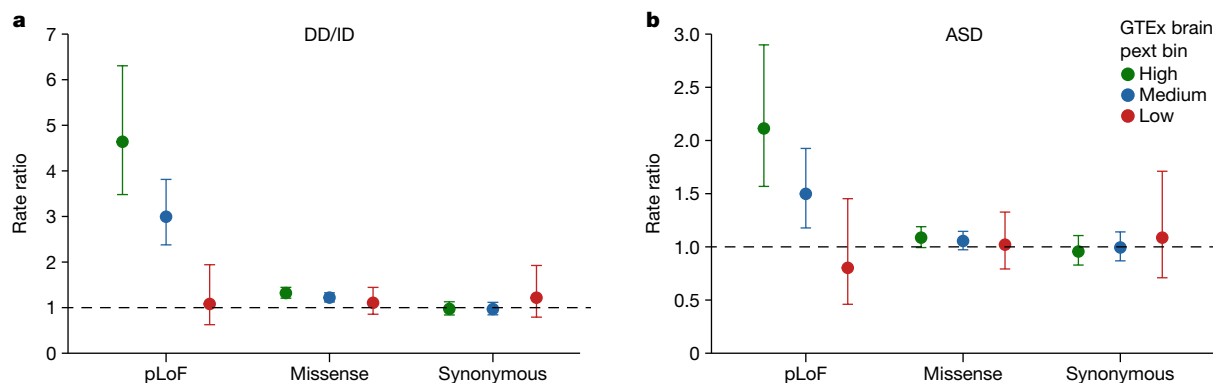 a
DD/ID
7
6
5
4
3
2
1
0
Rate ratio
pLoF Missense Synonymous
b
ASD
GTEx brain
pext bin
High
Medium
Low
3.0
2.5
2.0
1.5
1.0
0.5
0
Rate ratio
pLoF Missense Synonymous